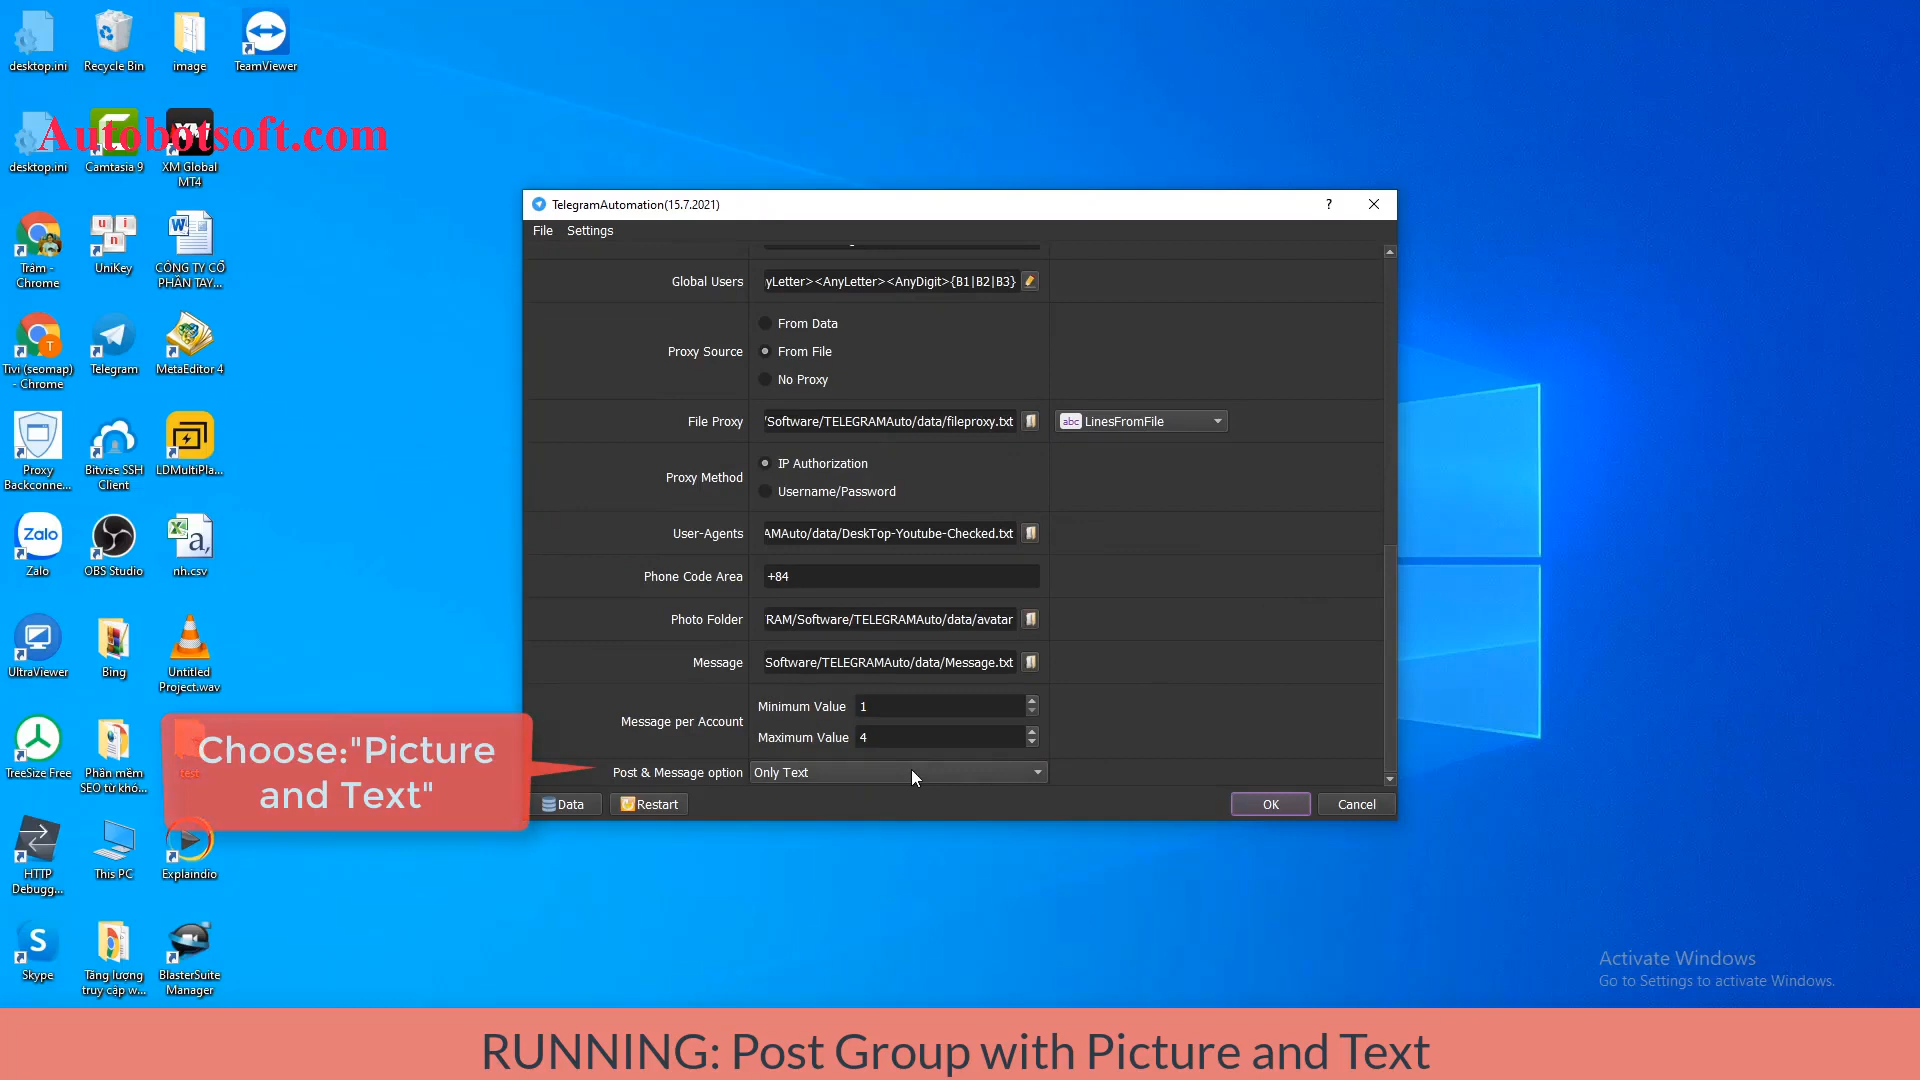 desktop.ini
Recycle Bin
image
TeamViewer
Autobotsoft.com
desktop.ini
Camtasia 9
XM Global
MT4
Trâm -
Chrome
UniKey
CÔNG TY CỔ
PHẦN TAY...
Tivi (seomap)
- Chrome
Telegram
MetaEditor 4
Proxy
Backconne...
Bitvise SSH
Client
LDMultiPla...
Zalo
Zalo
OBS Studio
nh.csv
UltraViewer
Bing
Untitled
Project.wav
TreeSize Free
Phần mềm
SEO từ khó...
test
HTTP
Debugg...
This PC
Explaindio
Skype
Tăng lượng
truy cập w...
BlasterSuite
Manager
TelegramAutomation(15.7.2021)
File Settings
Global Users yLetter><AnyLetter><AnyDigit>{B1|B2|B3}
Proxy Source
From Data
From File
No Proxy
File Proxy 'Software/TELEGRAMAuto/data/fileproxy.txt abc LinesFromFile
Proxy Method
IP Authorization
Username/Password
User-Agents AMAuto/data/DeskTop-Youtube-Checked.txt
Phone Code Area +84
Photo Folder RAM/Software/TELEGRAMAuto/data/avatar
Message Software/TELEGRAMAuto/data/Message.txt
Message per Account
Minimum Value 1
Maximum Value 4
Post & Message option Only Text
Data Restart OK Cancel
Choose:"Picture
and Text"
Activate Windows
Go to Settings to activate Windows.
RUNNING: Post Group with Picture and Text